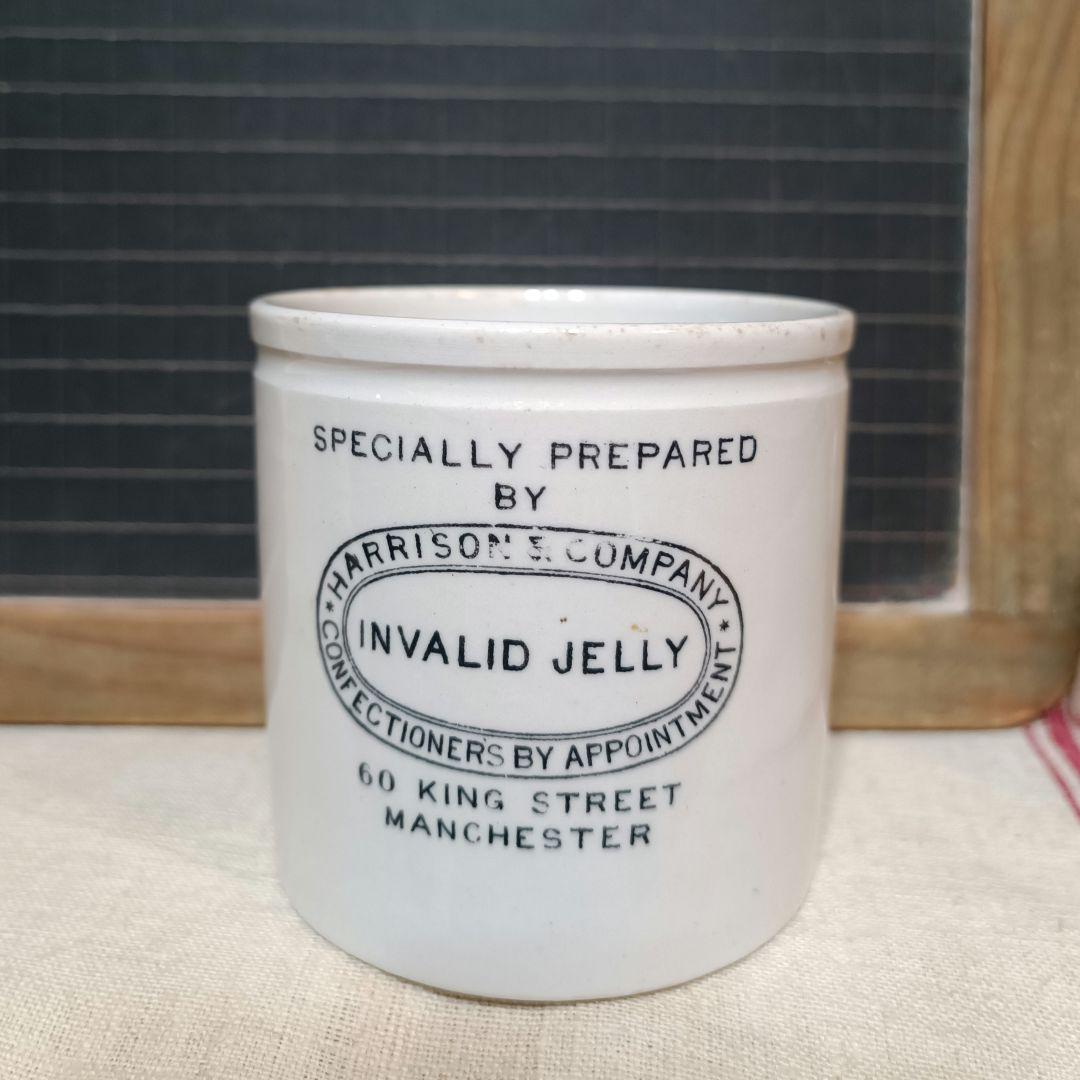 SPECIALLY PREPARED
BY
HARRISON & COMPANY
INVALID JELLY
* CONFECTIONERS BY APPOINTMENT *
60 KING STREET
MANCHESTER